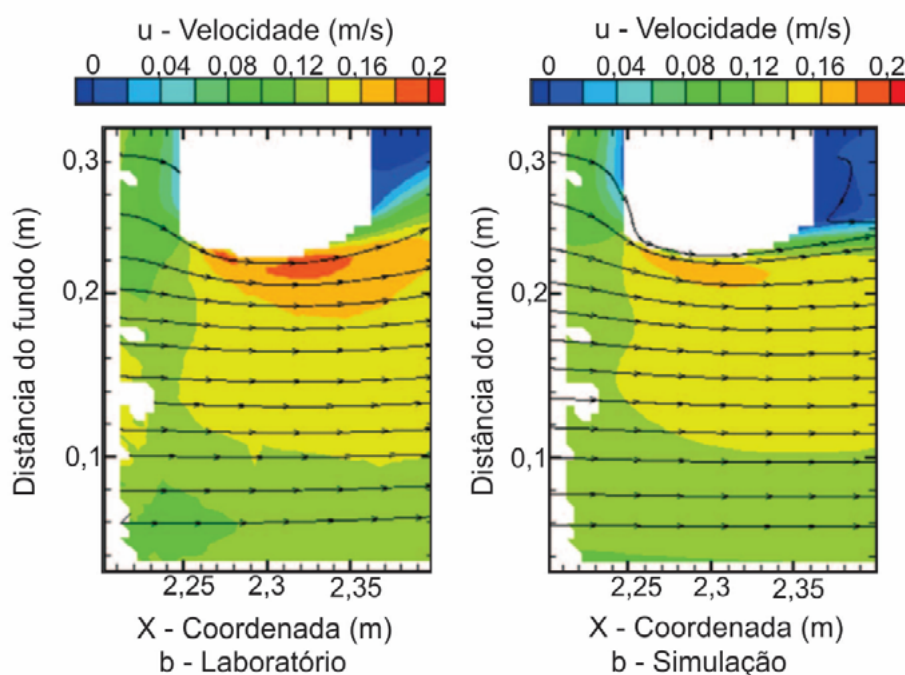 u - Velocidade (m/s)
0 0,04 0,08 0,12 0,16 0,2
Distância do fundo (m)
0,3
0,2
0,1
2,25 2,3 2,35
X - Coordenada (m)
b - Laboratório
u - Velocidade (m/s)
0 0,04 0,08 0,12 0,16 0,2
Distância do fundo (m)
0,3
0,2
0,1
2,25 2,3 2,35
X - Coordenada (m)
b - Simulação